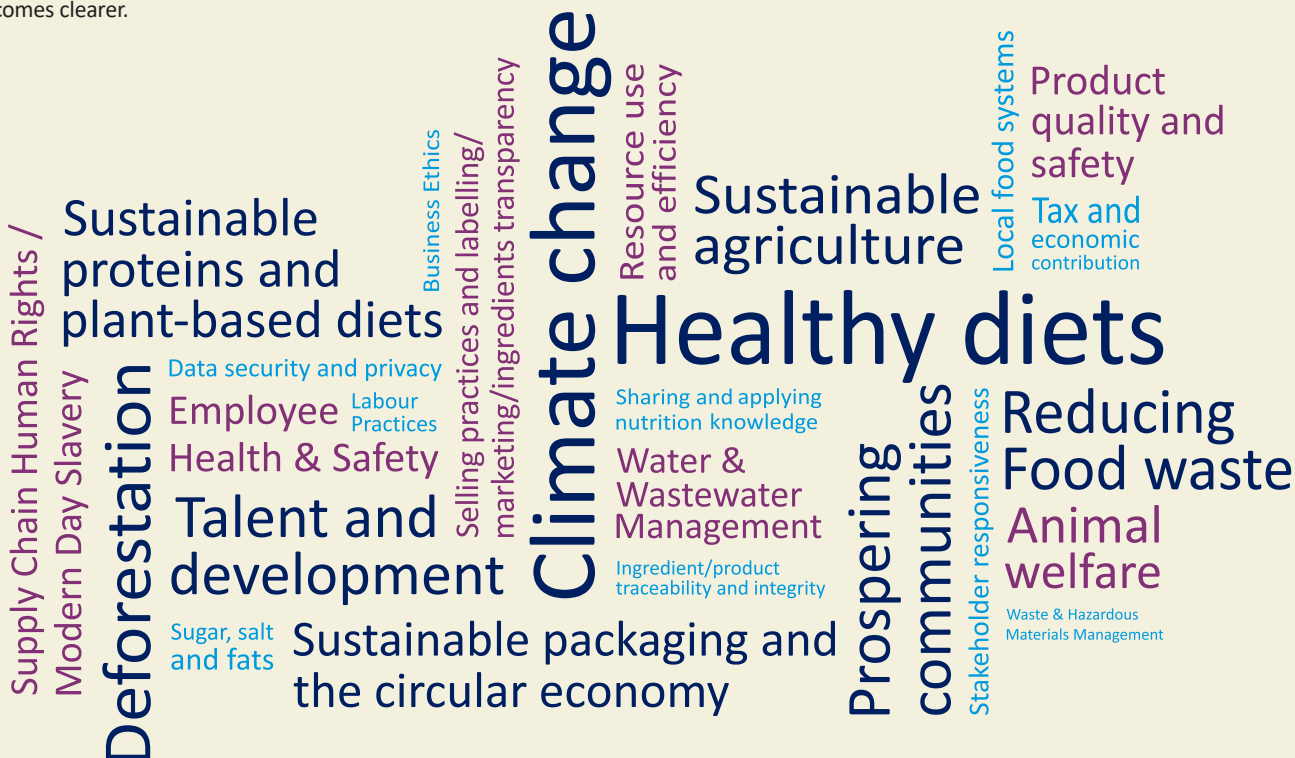 comes clearer.
Supply Chain Human Rights /
Modern Day Slavery
Sustainable
proteins and
plant-based diets
Deforestation
Data security and privacy
Employee
Health & Safety
Labour
Practices
Talent and
development
Sugar, salt
and fats
Sustainable packaging and
the circular economy
Business Ethics
Selling practices and labelling/
marketing/ingredients transparency
Climate change
Resource use
and efficiency
Sustainable
agriculture
Local food systems
Product
quality and
safety
Tax and
economic
contribution
Healthy diets
Sharing and applying
nutrition knowledge
Water &
Wastewater
Management
Ingredient/product
traceability and integrity
Prospering
communities
Stakeholder responsiveness
Reducing
Food waste
Animal
welfare
Waste & Hazardous
Materials Management